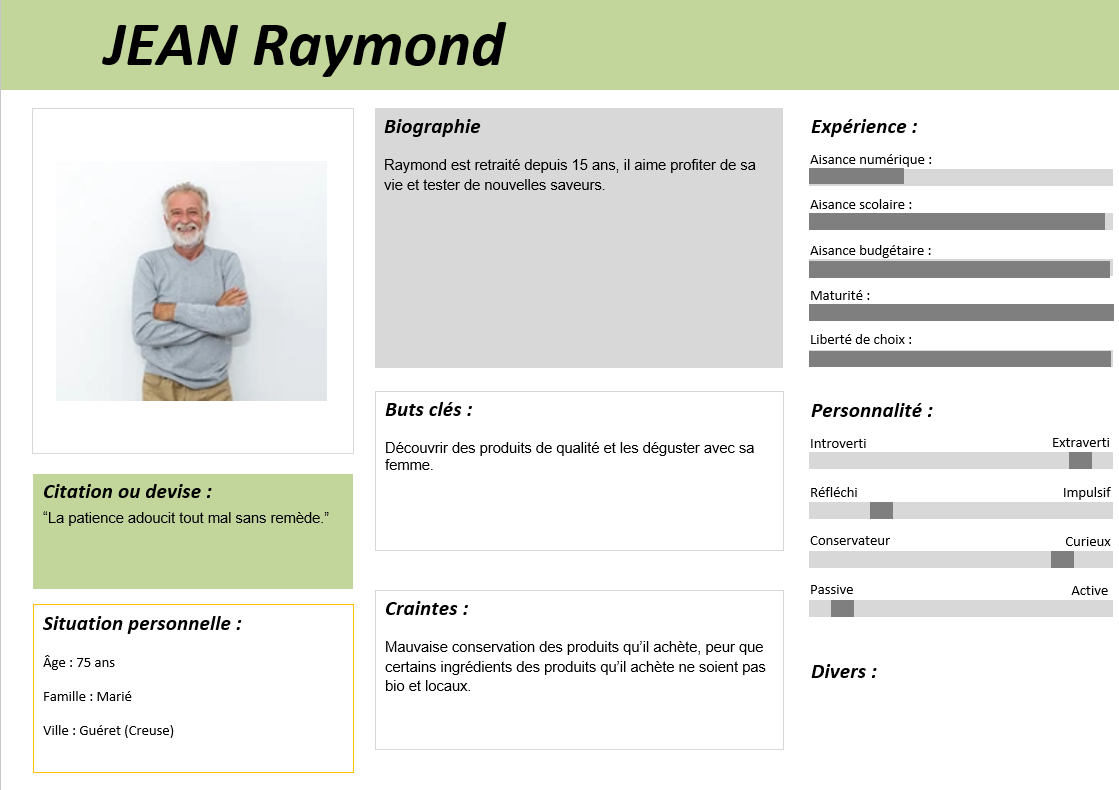 JEAN Raymond
Citation ou devise :
“La patience adoucit tout mal sans remède.”
Situation personnelle :
Âge : 75 ans
Famille : Marié
Ville : Guéret (Creuse)
Biographie
Raymond est retraité depuis 15 ans, il aime profiter de sa
vie et tester de nouvelles saveurs.
Buts clés :
Découvrir des produits de qualité et les déguster avec sa
femme.
Craintes :
Mauvaise conservation des produits qu’il achète, peur que
certains ingrédients des produits qu’il achète ne soient pas
bio et locaux.
Expérience :
Aisance numérique :
Aisance scolaire :
Aisance budgétaire :
Maturité :
Liberté de choix :
Personnalité :
Introverti Extraverti
Réfléchi Impulsif
Conservateur Curieux
Passive Active
Divers :